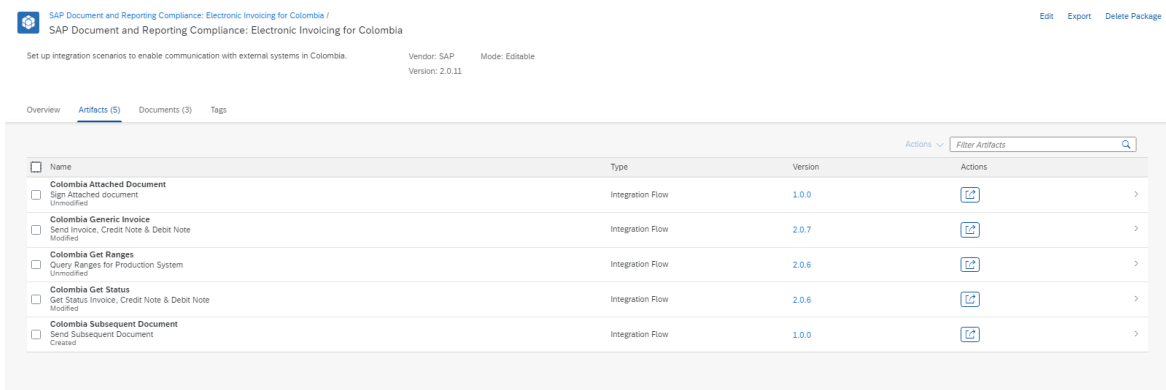 SAP Document and Reporting Compliance: Electronic Invoicing for Colombia /
Edit Export Delete Package
SAP Document and Reporting Compliance: Electronic Invoicing for Colombia
Set up integration scenarios to enable communication with external systems in Colombia.
Vendor: SAP Mode: Editable
Version: 2.0.11
Overview Artifacts (5) Documents (3) Tags
Actions Filter Artifacts
Name Type Version Actions
Colombia Attached Document
Sign Attached document Integration Flow 1.0.0
Unmodified
Colombia Generic Invoice
Send Invoice, Credit Note & Debit Note Integration Flow 2.0.7
Modified
Colombia Get Ranges
Query Ranges for Production System Integration Flow 2.0.6
Unmodified
Colombia Get Status
Get Status Invoice, Credit Note & Debit Note Integration Flow 2.0.6
Modified
Colombia Subsequent Document
Send Subsequent Document Integration Flow 1.0.0
Created